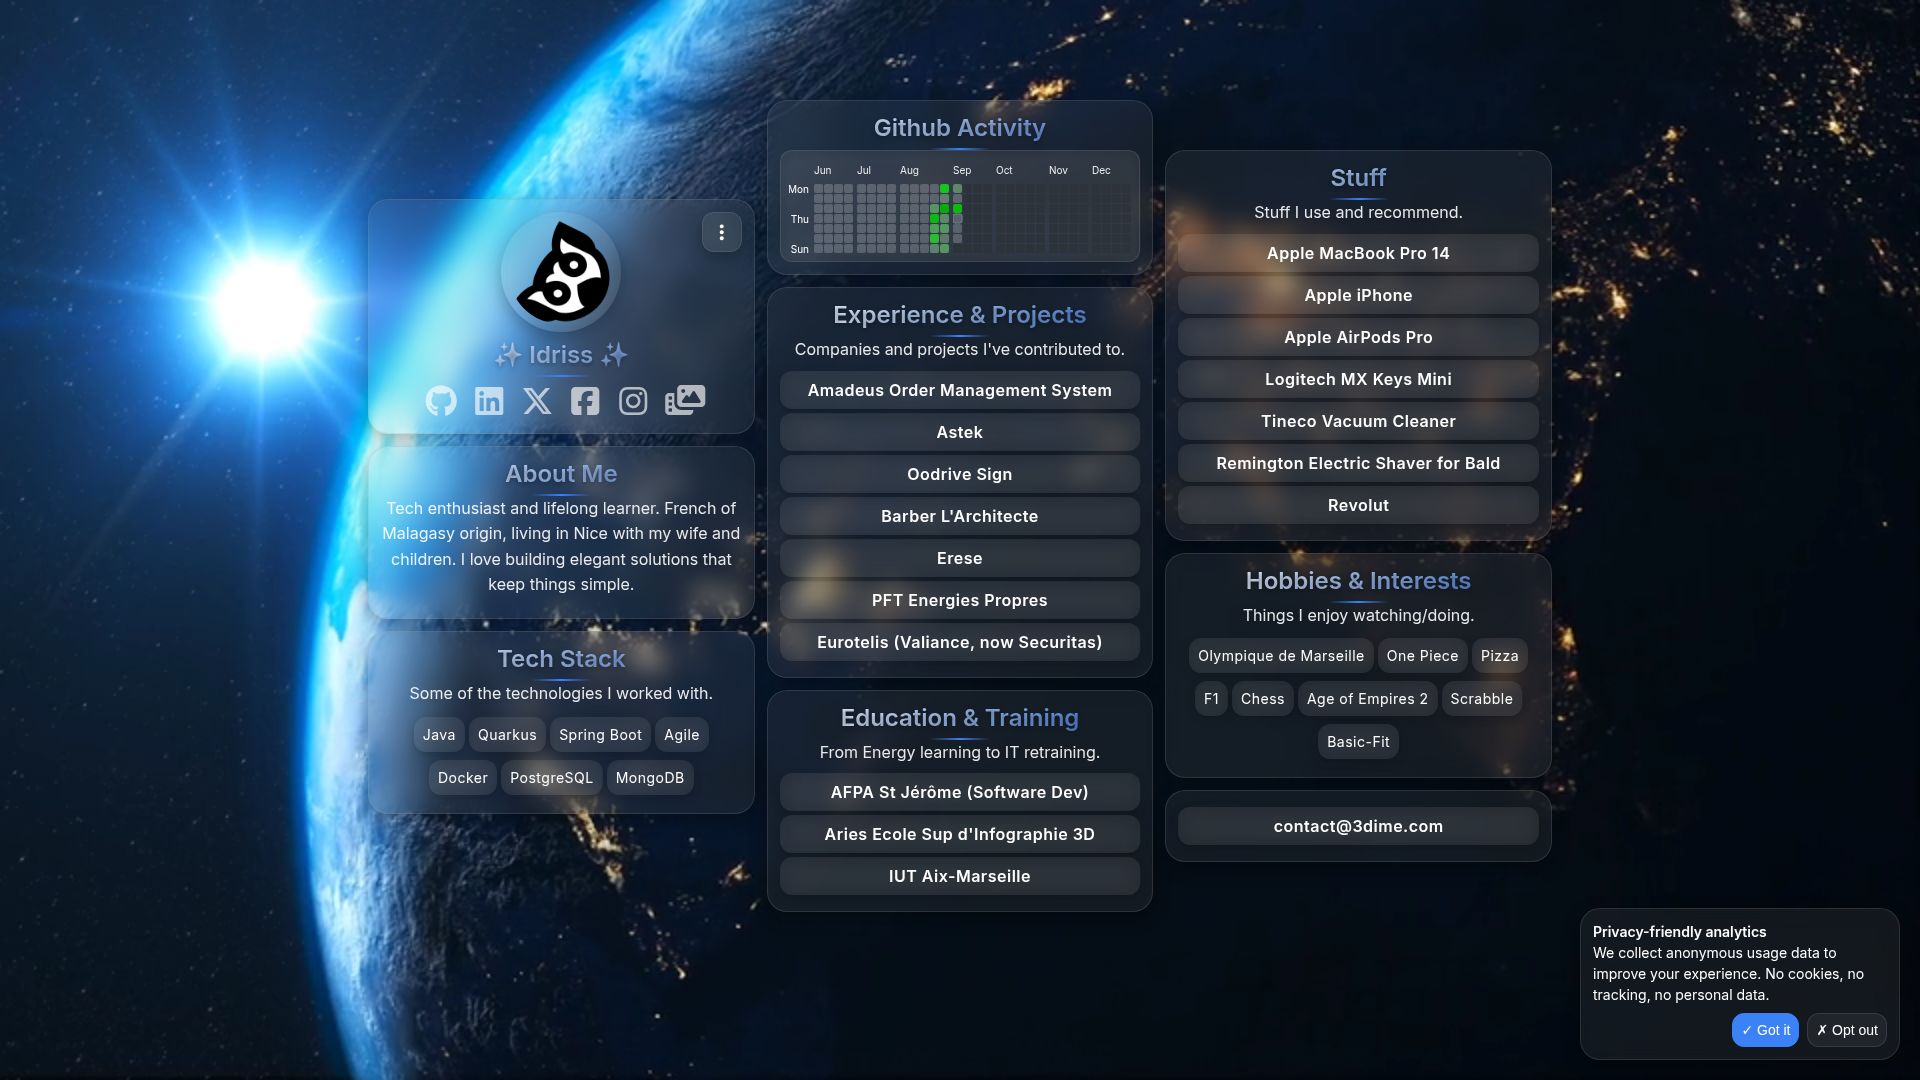 ✨ Idriss ✨
About Me
Tech enthusiast and lifelong learner. French of
Malagasy origin, living in Nice with my wife and
children. I love building elegant solutions that
keep things simple.
Tech Stack
Some of the technologies I worked with.
Java Quarkus Spring Boot Agile
Docker PostgreSQL MongoDB
Github Activity
Jun Jul Aug Sep Oct Nov Dec
Mon
Thu
Sun
Experience & Projects
Companies and projects I've contributed to.
Amadeus Order Management System
Astek
Oodrive Sign
Barber L'Architecte
Erese
PFT Energies Propres
Eurotelis (Valiance, now Securitas)
Education & Training
From Energy learning to IT retraining.
AFPA St Jérôme (Software Dev)
Aries Ecole Sup d'Infographie 3D
IUT Aix-Marseille
Stuff
Stuff I use and recommend.
Apple MacBook Pro 14
Apple iPhone
Apple AirPods Pro
Logitech MX Keys Mini
Tineco Vacuum Cleaner
Remington Electric Shaver for Bald
Revolut
Hobbies & Interests
Things I enjoy watching/doing.
Olympique de Marseille One Piece Pizza
F1 Chess Age of Empires 2 Scrabble
Basic-Fit
contact@3dime.com
Privacy-friendly analytics
We collect anonymous usage data to
improve your experience. No cookies, no
tracking, no personal data.
✓ Got it ✗ Opt out